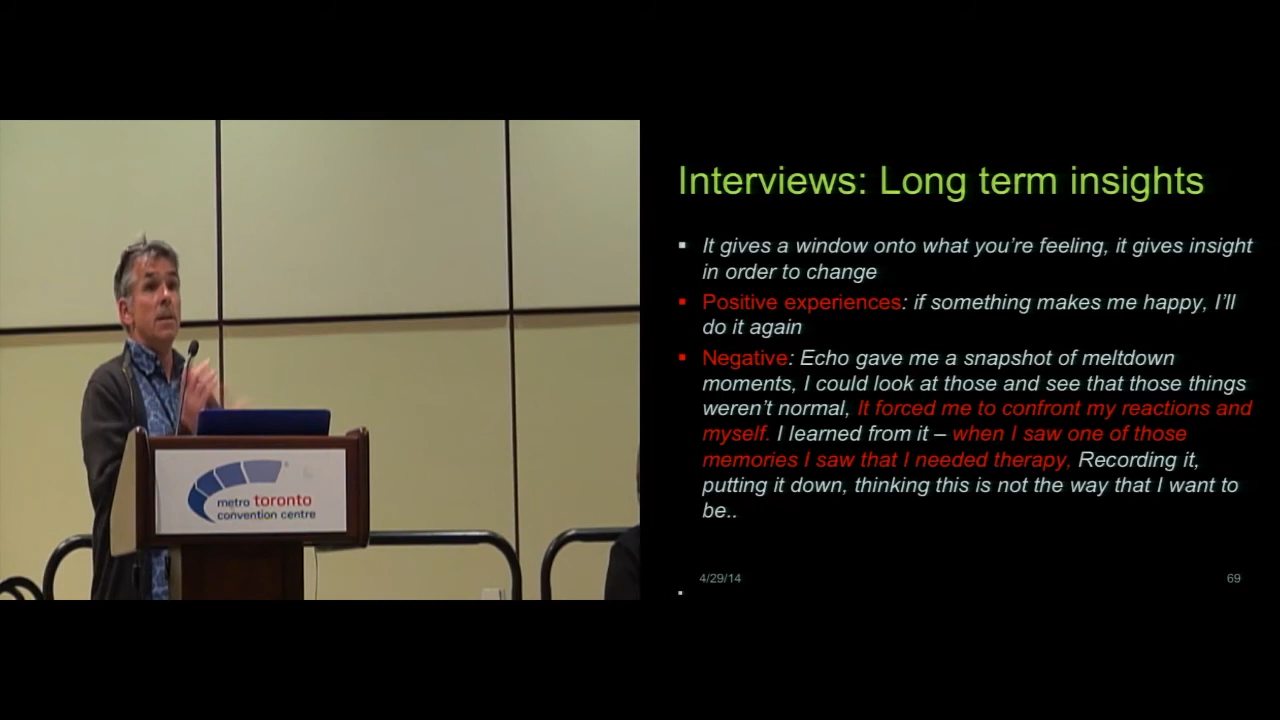 Interviews: Long term insights
It gives a window onto what you're feeling, it gives insight
in order to change
Positive experiences: if something makes me happy, I'll
do it again
Negative: Echo gave me a snapshot of meltdown
moments, I could look at those and see that those things
weren't normal, It forced me to confront my reactions and
myself. I learned from it – when I saw one of those
memories I saw that I needed therapy, Recording it,
putting it down, thinking this is not the way that I want to
be..
4/29/14
69
metro toronto
convention centre